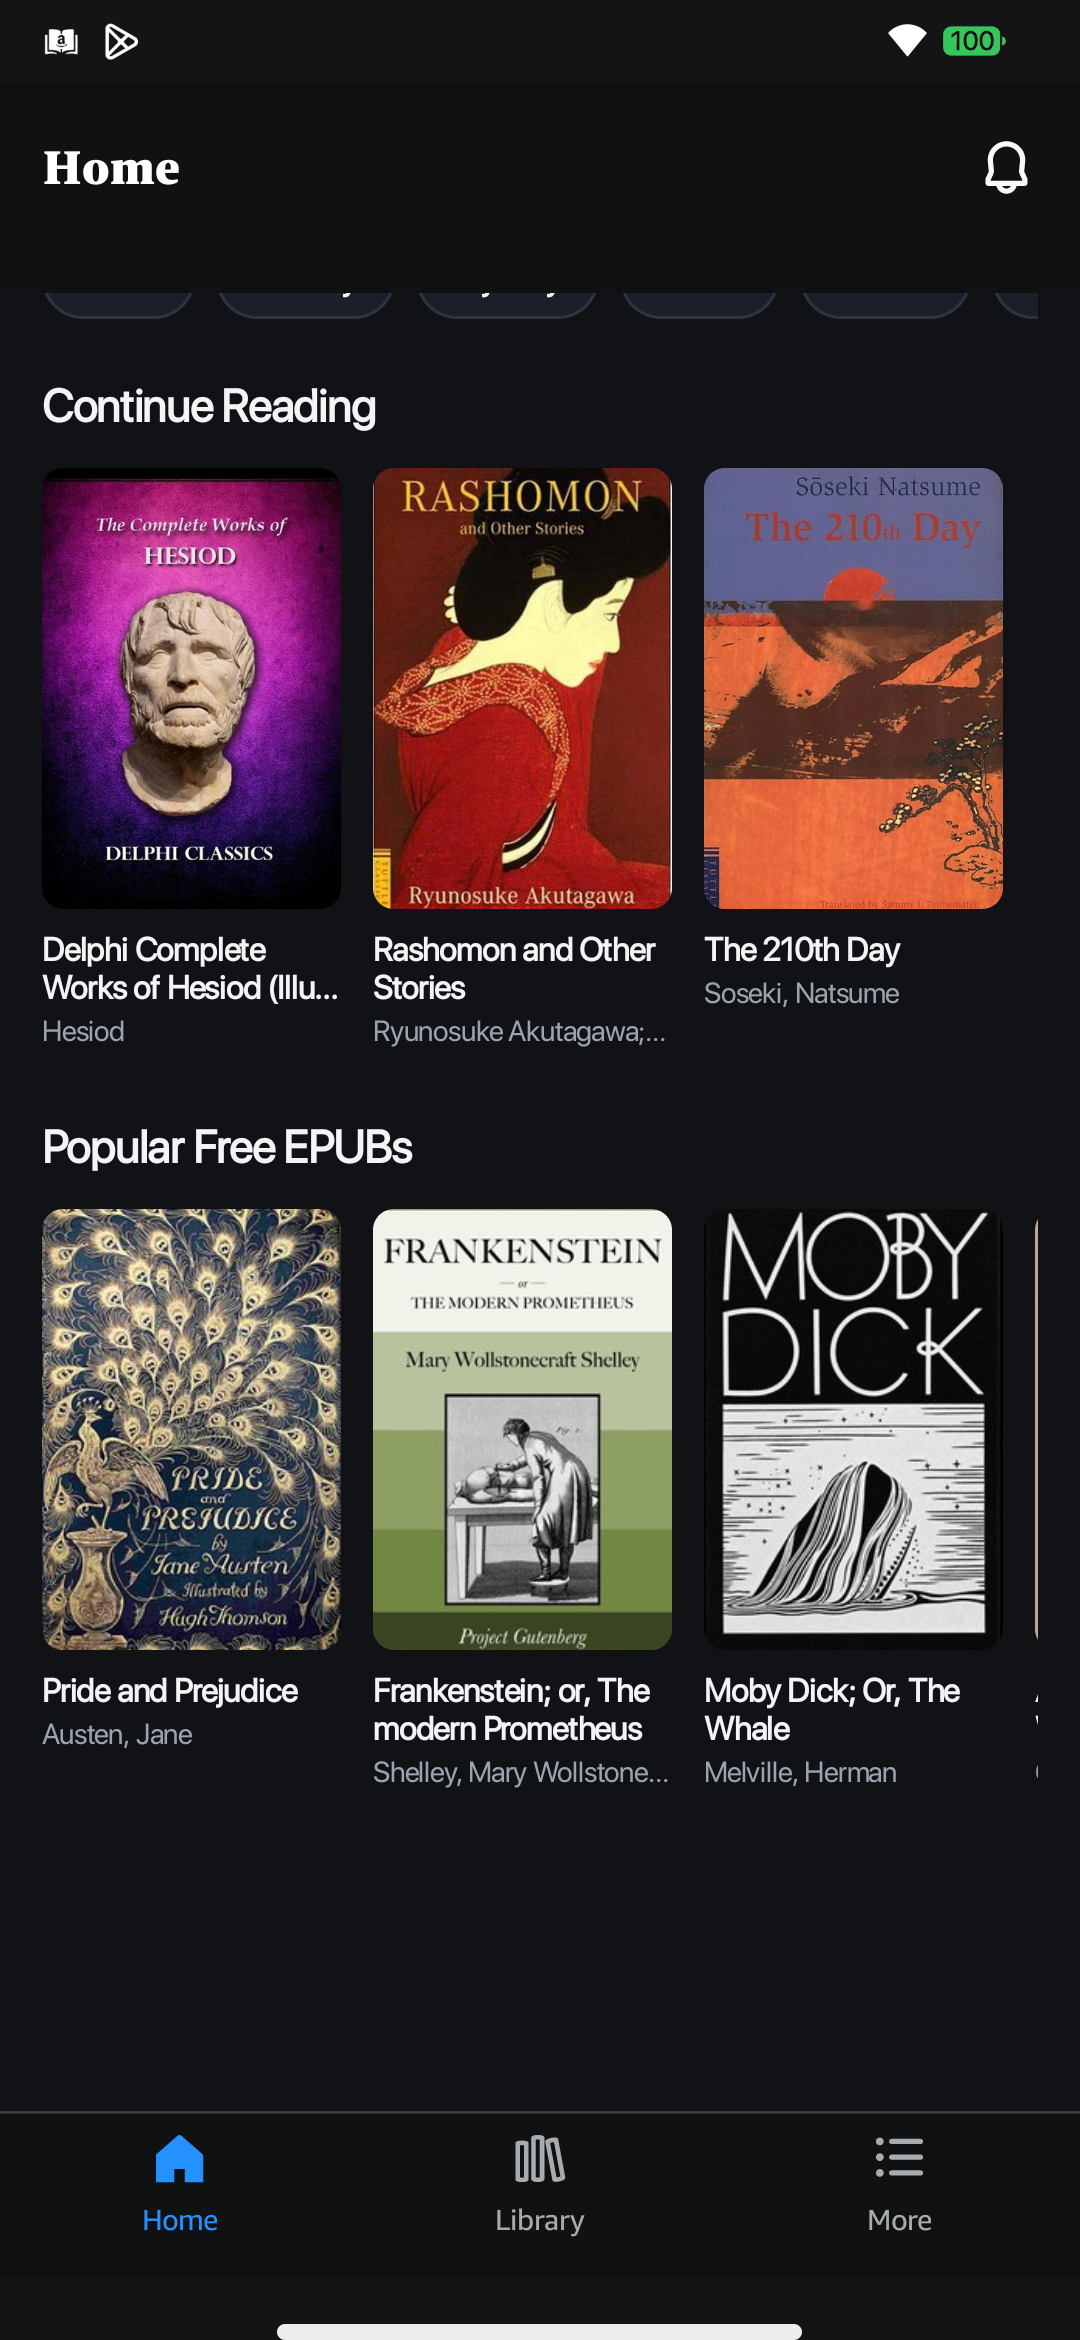 100
Home
Continue Reading
The Complete Works of
HESIOD
DELPHI CLASSICS
RASHOMON
and Other Stories
Ryunosuke Akutagawa
Sōseki Natsume
The 210th Day
Translated by Sammy I. Tsunematsu
Delphi Complete
Works of Hesiod (Illu...
Hesiod
Rashomon and Other
Stories
Ryunosuke Akutagawa;...
The 210th Day
Soseki, Natsume
Popular Free EPUBs
PRIDE
and
PREJUDICE
by
Jane Austen
Illustrated by
Hugh Thomson
FRANKENSTEIN
or
THE MODERN PROMETHEUS
Mary Wollstonecraft Shelley
Project Gutenberg
MOBY
DICK
Pride and Prejudice
Austen, Jane
Frankenstein; or, The
modern Prometheus
Shelley, Mary Wollstone...
Moby Dick; Or, The
Whale
Melville, Herman
Home
Library
More